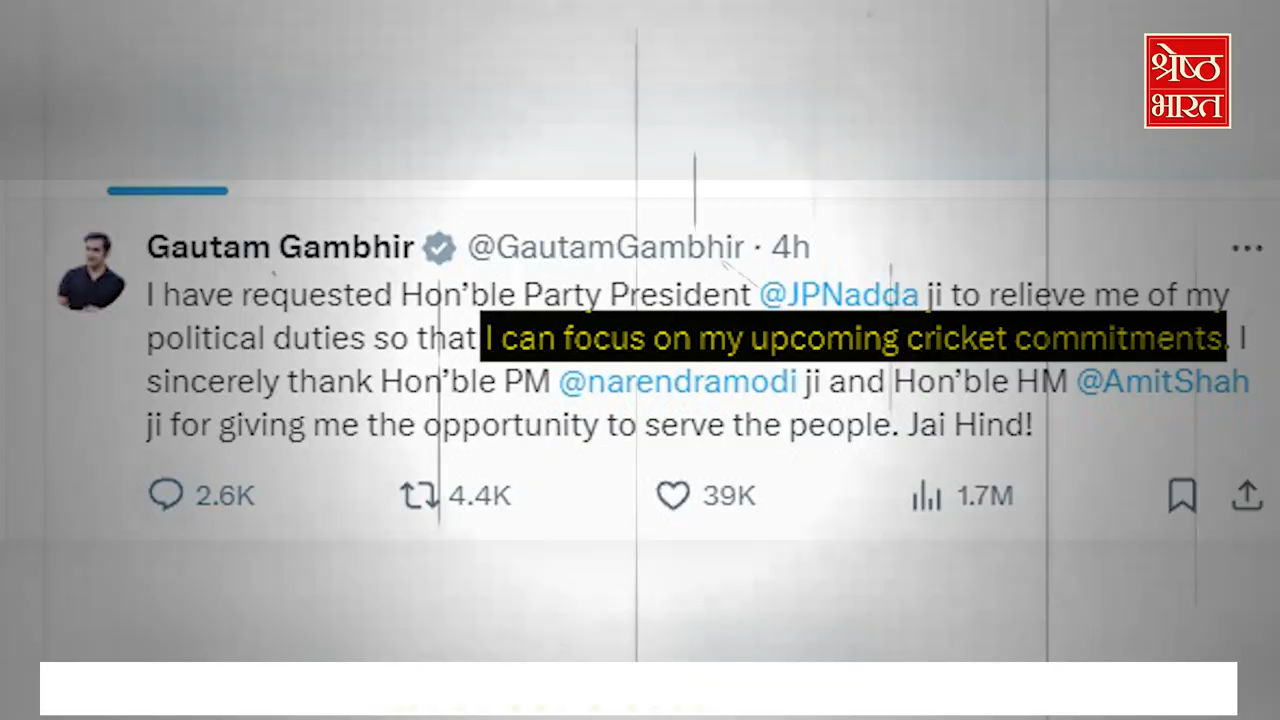 श्रेष्ठ
भारत
Gautam Gambhir @GautamGambhir · 4h
I have requested Hon’ble Party President @JPNadda ji to relieve me of my
political duties so that I can focus on my upcoming cricket commitments. I
sincerely thank Hon’ble PM @narendramodi ji and Hon’ble HM @AmitShah
ji for giving me the opportunity to serve the people. Jai Hind!
2.6K 4.4K 39K 1.7M